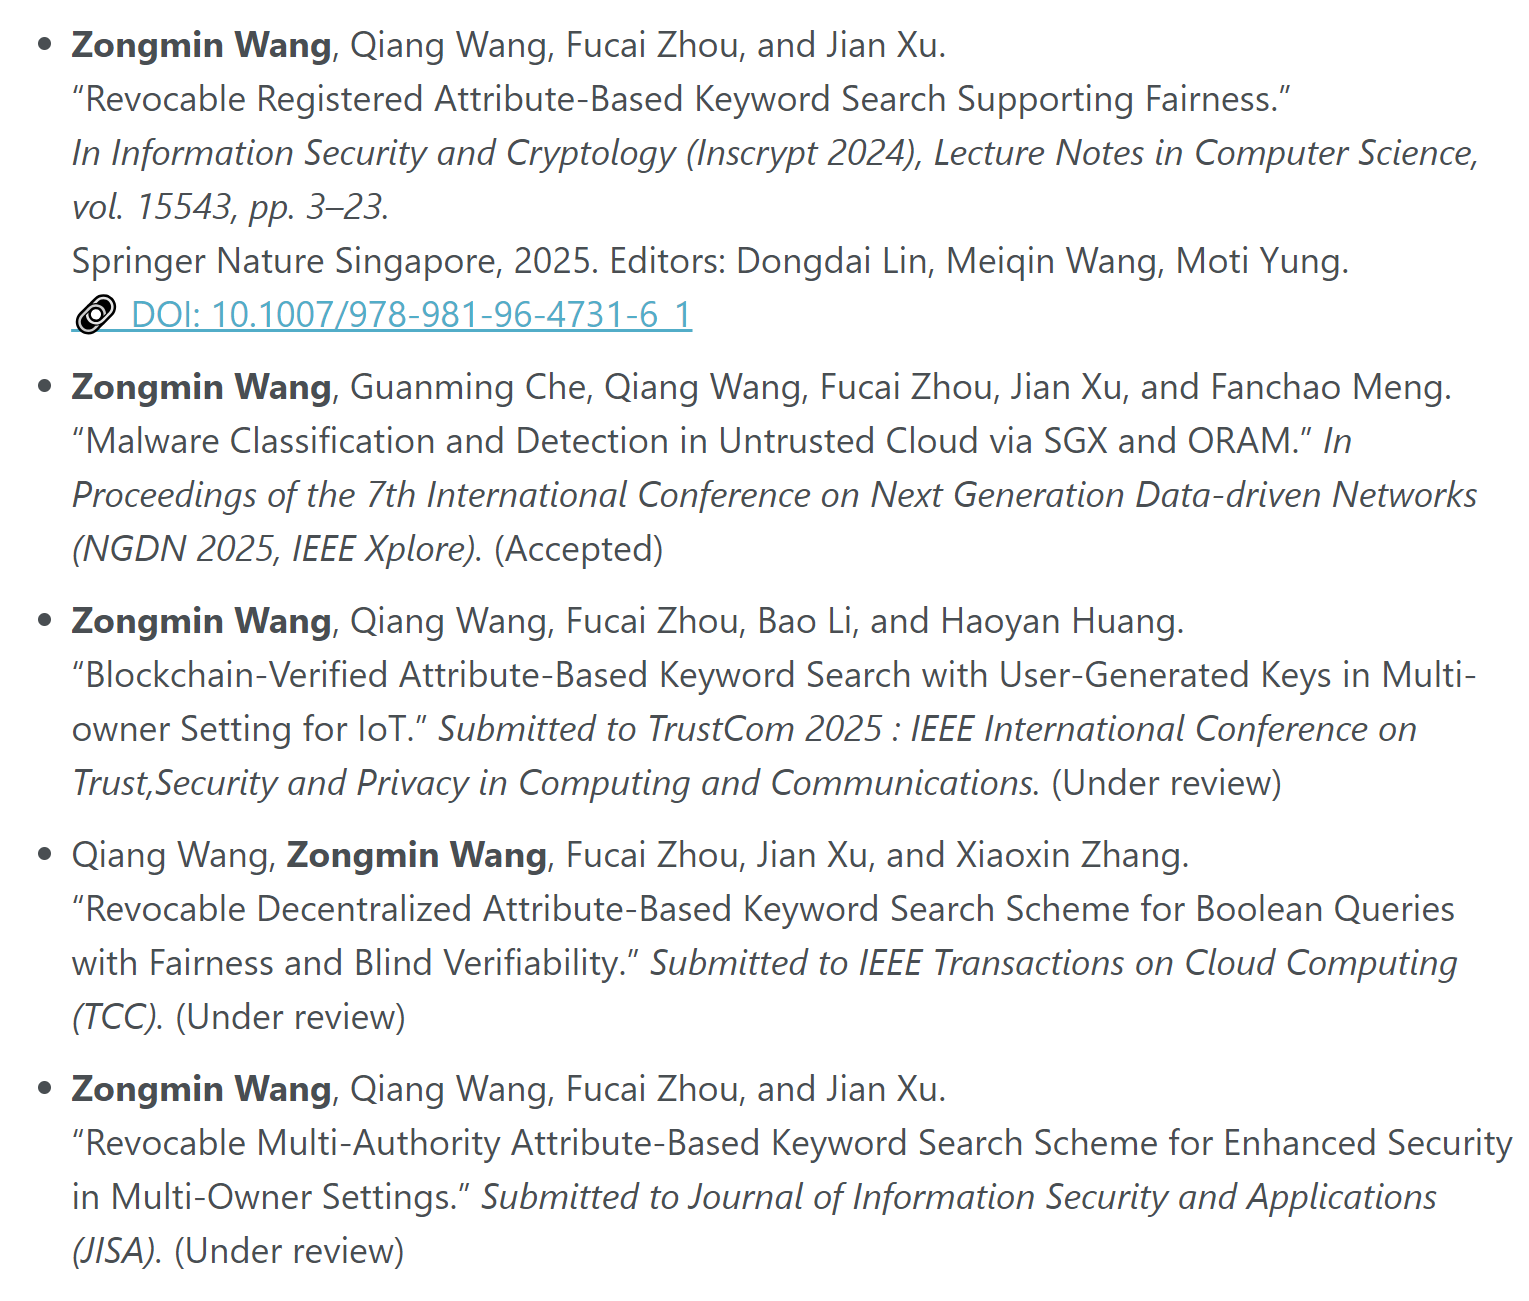 Zongmin Wang, Qiang Wang, Fucai Zhou, and Jian Xu.
“Revocable Registered Attribute-Based Keyword Search Supporting Fairness.”
In Information Security and Cryptology (Inscrypt 2024), Lecture Notes in Computer Science,
vol. 15543, pp. 3–23.
Springer Nature Singapore, 2025. Editors: Dongdai Lin, Meiqin Wang, Moti Yung.
DOI: 10.1007/978-981-96-4731-6_1
Zongmin Wang, Guanming Che, Qiang Wang, Fucai Zhou, Jian Xu, and Fanchao Meng.
“Malware Classification and Detection in Untrusted Cloud via SGX and ORAM.” In
Proceedings of the 7th International Conference on Next Generation Data-driven Networks
(NGDN 2025, IEEE Xplore). (Accepted)
Zongmin Wang, Qiang Wang, Fucai Zhou, Bao Li, and Haoyan Huang.
“Blockchain-Verified Attribute-Based Keyword Search with User-Generated Keys in Multi-
owner Setting for IoT.” Submitted to TrustCom 2025 : IEEE International Conference on
Trust,Security and Privacy in Computing and Communications. (Under review)
Qiang Wang, Zongmin Wang, Fucai Zhou, Jian Xu, and Xiaoxin Zhang.
“Revocable Decentralized Attribute-Based Keyword Search Scheme for Boolean Queries
with Fairness and Blind Verifiability.” Submitted to IEEE Transactions on Cloud Computing
(TCC). (Under review)
Zongmin Wang, Qiang Wang, Fucai Zhou, and Jian Xu.
“Revocable Multi-Authority Attribute-Based Keyword Search Scheme for Enhanced Security
in Multi-Owner Settings.” Submitted to Journal of Information Security and Applications
(JISA). (Under review)